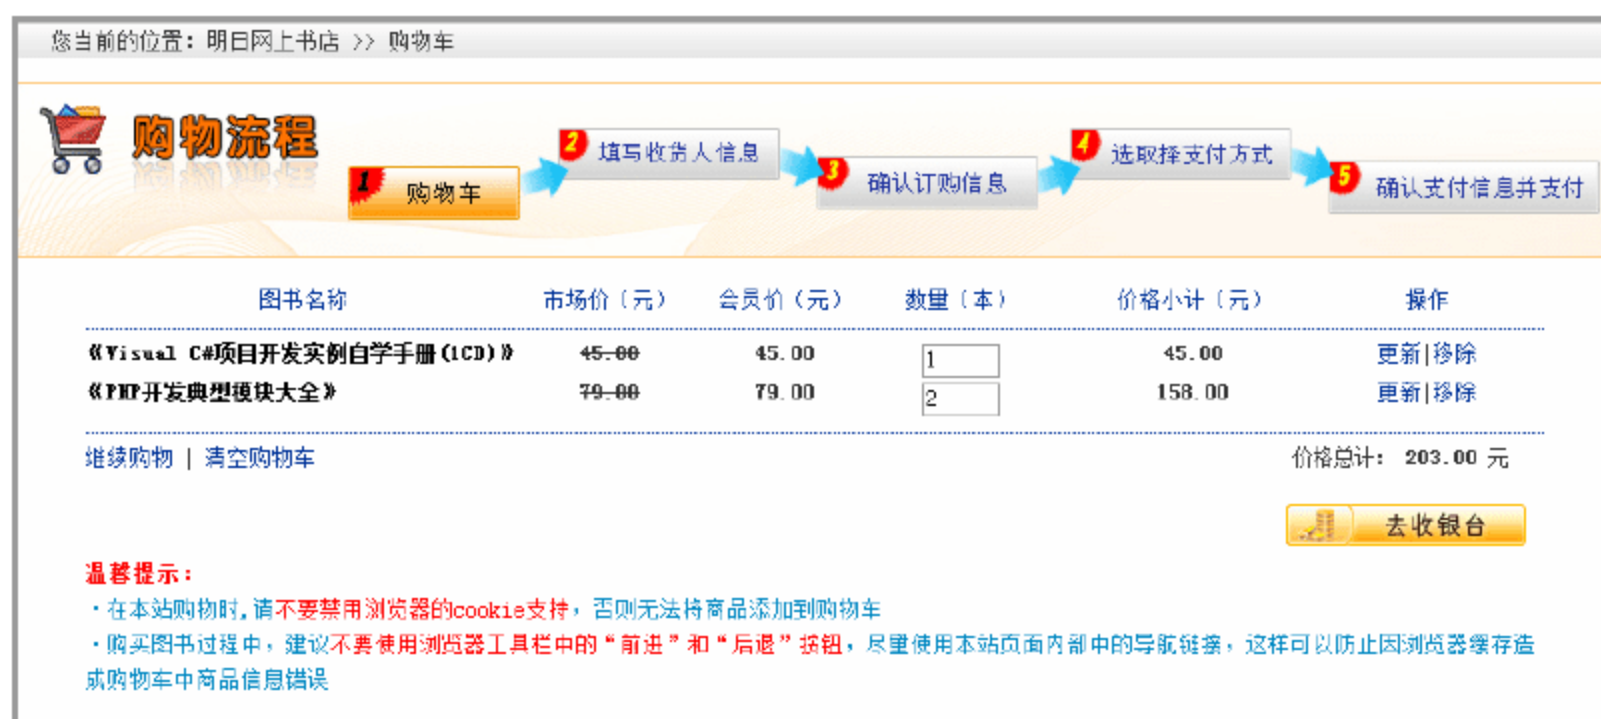 您当前的位置：明日网上书店 >> 购物车
购物流程
1 购物车
2 填写收货人信息
3 确认订购信息
4 选取择支付方式
5 确认支付信息并支付
图书名称 市场价（元） 会员价（元） 数量（本） 价格小计（元） 操作
《Visual C#项目开发实例自学手册(1CD)》 45.00 45.00 1 45.00 更新|移除
《PHP开发典型模块大全》 79.00 79.00 2 158.00 更新|移除
继续购物 | 清空购物车 价格总计： 203.00 元
去收银台
温馨提示：
·在本站购物时,请不要禁用浏览器的cookie支持，否则无法将商品添加到购物车
·购买图书过程中，建议不要使用浏览器工具栏中的“前进”和“后退”按钮，尽量使用本站页面内部中的导航链接，这样可以防止因浏览器缓存造
成购物车中商品信息错误